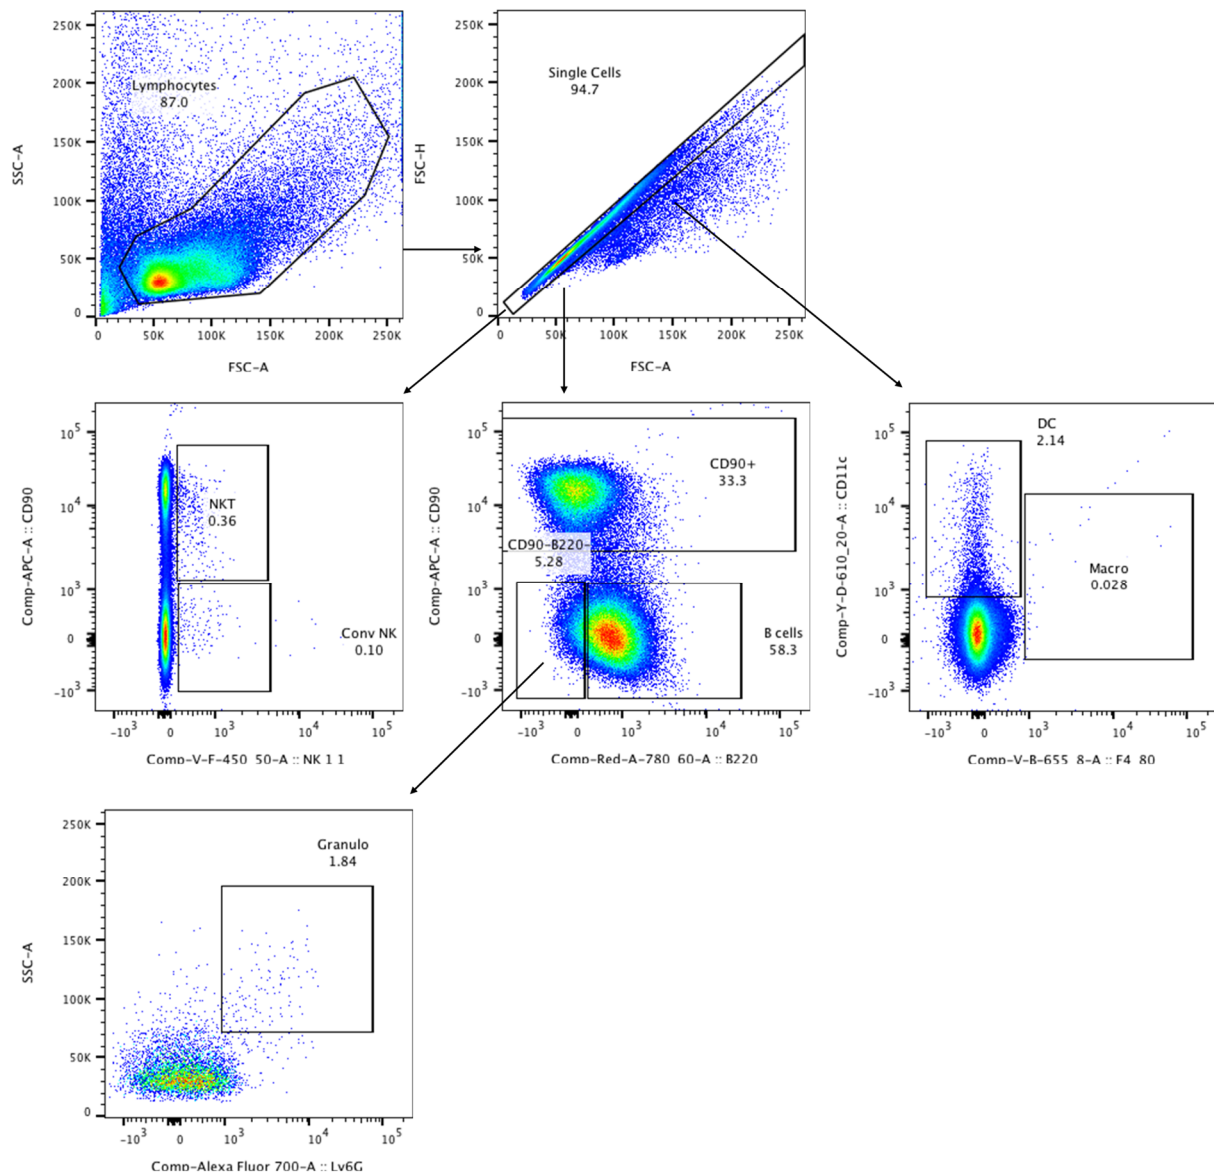 250K
200K
150K
100K
50K
0
SSC-A
Lymphocytes
87.0
0 50K 100K 150K 200K 250K
FSC-A
250K
200K
150K
100K
50K
0
FSC-H
Single Cells
94.7
0 50K 100K 150K 200K 250K
FSC-A
10^5
10^4
10^3
0
-10^3
Comp-APC-A :: CD90
NKT
0.36
Conv NK
0.10
-10^3 0 10^3 10^4 10^5
Comp-V-F-450_50-A :: NK 1 1
10^5
10^4
10^3
0
-10^3
Comp-APC-A :: CD90
CD90+
33.3
CD90-B220-
5.28
B cells
58.3
-10^3 0 10^3 10^4 10^5
Comp-Red-A-780_60-A :: B220
10^5
10^4
10^3
0
-10^3
Comp-Y-D-610_20-A :: CD11c
DC
2.14
Macro
0.028
-10^3 0 10^3 10^4 10^5
Comp-V-B-655_8-A :: F4_80
250K
200K
150K
100K
50K
0
SSC-A
Granulo
1.84
-10^3 0 10^3 10^4 10^5
Comp-Alexa Fluor 700-A :: Ly6G